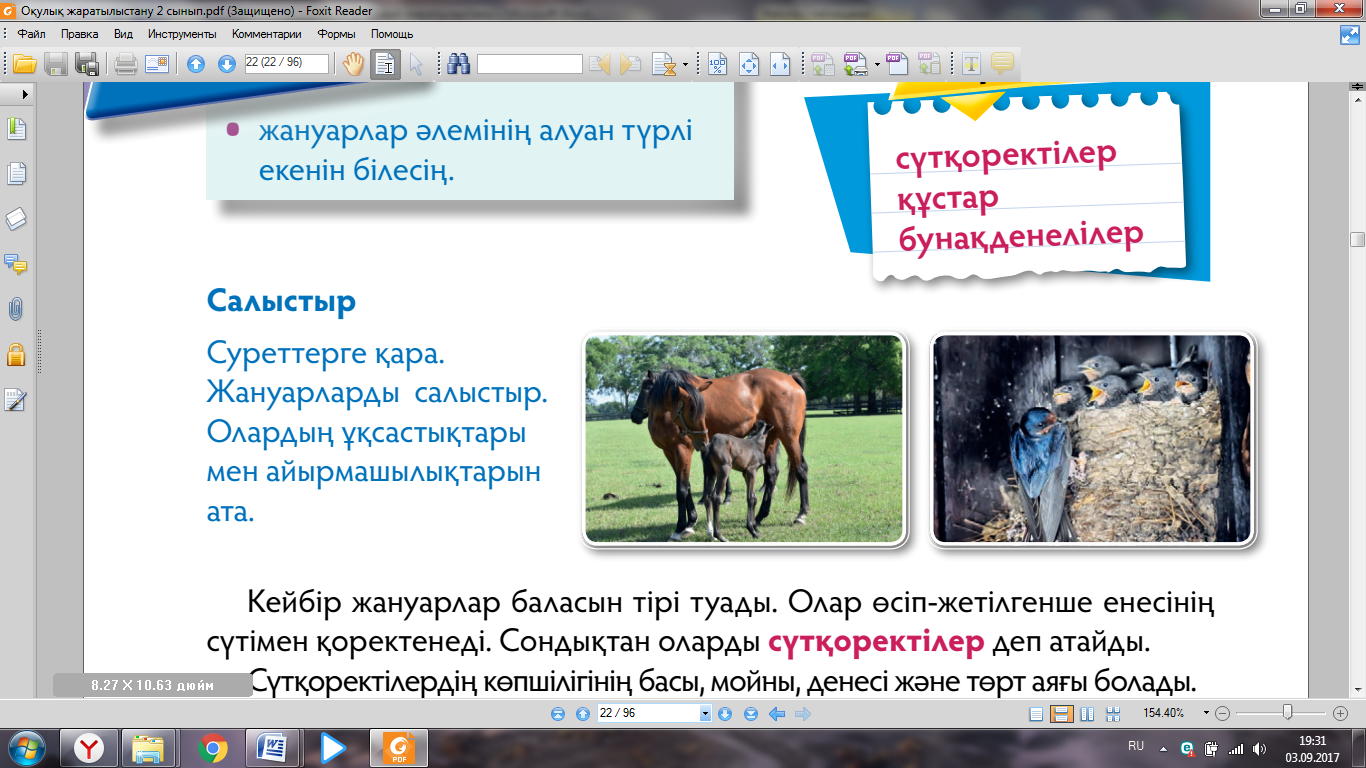 Оқулық жаратылыстану 2 сынып.pdf (Защищено) - Foxit Reader
Файл Правка Вид Инструменты Комментарии Формы Помощь
22 (22 / 96)
жануарлар әлемінің алуан түрлі
екенін білесің.
сүтқоректілер
құстар
бунақденелілер
Салыстыр
Суреттерге қара.
Жануарларды салыстыр.
Олардың ұқсастықтары
мен айырмашылықтарын
ата.
Кейбір жануарлар баласын тірі туады. Олар өсіп-жетілгенше енесінің
сүтімен қоректенеді. Сондықтан оларды сүтқоректілер деп атайды.
Сүтқоректілердің көпшілігінің басы, мойны, денесі және төрт аяғы болады.
8.27 X 10.63 дюйм
22 / 96
154.40%
RU
19:31
03.09.2017